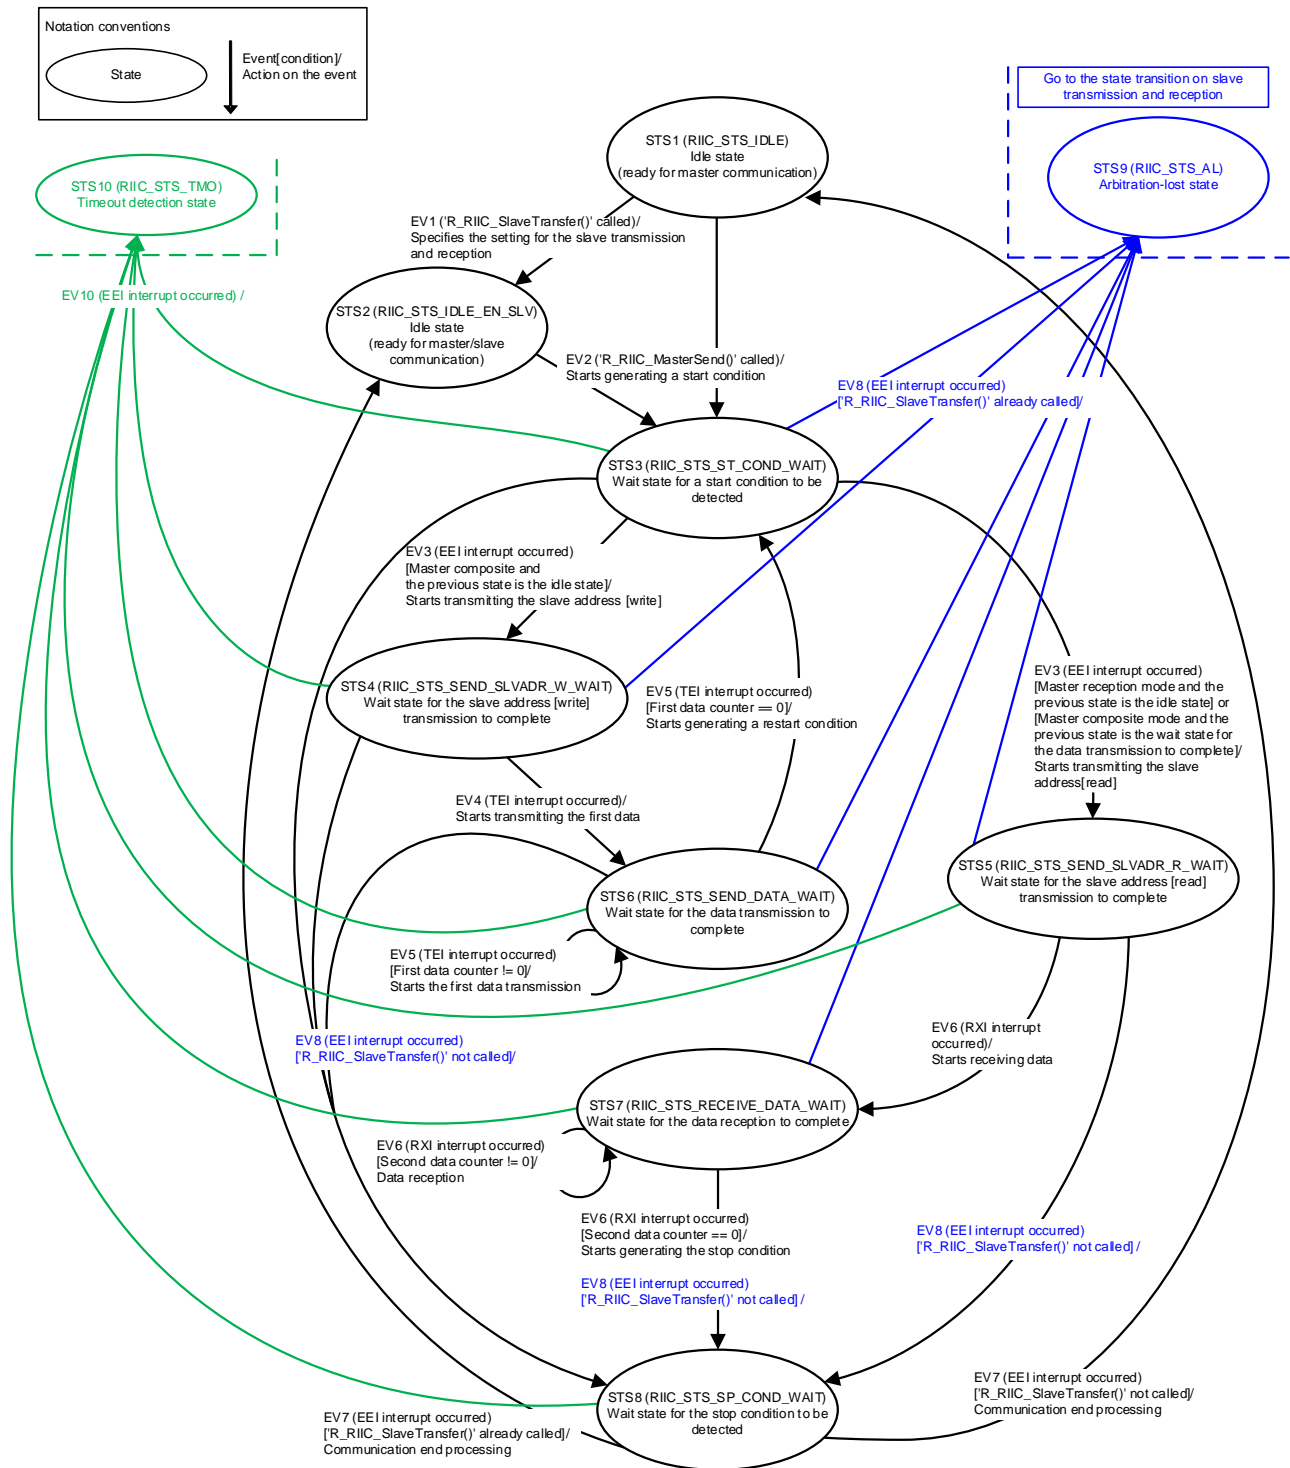 Notation conventions
State
Event[condition]/
Action on the event
Go to the state transition on slave
transmission and reception
STS1 (RIIC_STS_IDLE)
Idle state
(ready for master communication)
STS10 (RIIC_STS_TMO)
Timeout detection state
STS9 (RIIC_STS_AL)
Arbitration-lost state
EV1 ('R_RIIC_SlaveTransfer()' called)/
Specifies the setting for the slave transmission
and reception
EV10 (EEI interrupt occurred) /
STS2 (RIIC_STS_IDLE_EN_SLV)
Idle state
(ready for master/slave
communication)
EV2 ('R_RIIC_MasterSend()' called)/
Starts generating a start condition
EV8 (EEI interrupt occurred)
['R_RIIC_SlaveTransfer()' already called]/
STS3 (RIIC_STS_ST_COND_WAIT)
Wait state for a start condition to be
detected
EV3 (EEI interrupt occurred)
[Master composite and
the previous state is the idle state]/
Starts transmitting the slave address [write]
STS4 (RIIC_STS_SEND_SLVADR_W_WAIT)
Wait state for the slave address [write]
transmission to complete
EV5 (TEI interrupt occurred)
[First data counter == 0]/
Starts generating a restart condition
EV3 (EEI interrupt occurred)
[Master reception mode and the
previous state is the idle state] or
[Master composite mode and the
previous state is the wait state for
the data transmission to complete]/
Starts transmitting the slave
address[read]
EV4 (TEI interrupt occurred)/
Starts transmitting the first data
STS5 (RIIC_STS_SEND_SLVADR_R_WAIT)
Wait state for the slave address [read]
transmission to complete
STS6 (RIIC_STS_SEND_DATA_WAIT)
Wait state for the data transmission to
complete
EV5 (TEI interrupt occurred)
[First data counter != 0]/
Starts the first data transmission
EV8 (EEI interrupt occurred)
['R_RIIC_SlaveTransfer()' not called]/
EV6 (RXI interrupt
occurred)/
Starts receiving data
STS7 (RIIC_STS_RECEIVE_DATA_WAIT)
Wait state for the data reception to complete
EV6 (RXI interrupt occurred)
[Second data counter != 0]/
Data reception
EV6 (RXI interrupt occurred)
[Second data counter == 0]/
Starts generating the stop condition
EV8 (EEI interrupt occurred)
['R_RIIC_SlaveTransfer()' not called] /
EV8 (EEI interrupt occurred)
['R_RIIC_SlaveTransfer()' not called] /
STS8 (RIIC_STS_SP_COND_WAIT)
Wait state for the stop condition to be
detected
EV7 (EEI interrupt occurred)
['R_RIIC_SlaveTransfer()' not called]/
Communication end processing
EV7 (EEI interrupt occurred)
['R_RIIC_SlaveTransfer()' already called]/
Communication end processing